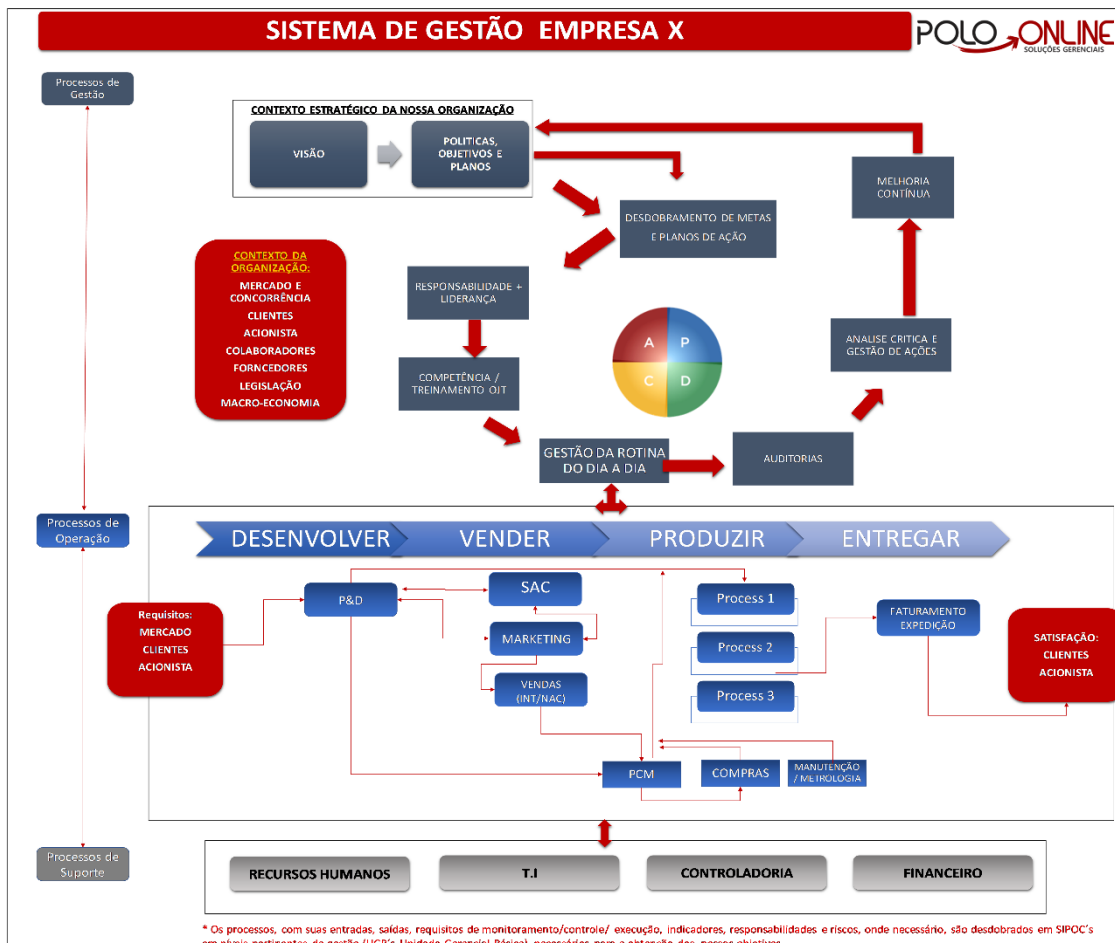 SISTEMA DE GESTÃO EMPRESA X
POLO ONLINE
SOLUÇÕES GERENCIAIS
Processos de
Gestão
CONTEXTO ESTRATÉGICO DA NOSSA ORGANIZAÇÃO
VISÃO
POLITICAS,
OBJETIVOS E
PLANOS
MELHORIA
CONTÍNUA
DESDOBRAMENTO DE METAS
E PLANOS DE AÇÃO
CONTEXTO DA
ORGANIZAÇÃO:
MERCADO E
CONCORRÊNCIA
CLIENTES
ACIONISTA
COLABORADORES
FORNCEDORES
LEGISLAÇÃO
MACRO-ECONOMIA
RESPONSABILIDADE +
LIDERANÇA
A P
C D
ANALISE CRITICA E
GESTÃO DE AÇÕES
COMPETÊNCIA /
TREINAMENTO OJT
GESTÃO DA ROTINA
DO DIA A DIA
AUDITORIAS
Processos de
Operação
DESENVOLVER
VENDER
PRODUZIR
ENTREGAR
Requisitos:
MERCADO
CLIENTES
ACIONISTA
P&D
SAC
MARKETING
VENDAS
(INT/NAC)
Process 1
Process 2
Process 3
FATURAMENTO
EXPEDIÇÃO
SATISFAÇÃO:
CLIENTES
ACIONISTA
PCM
COMPRAS
MANUTENÇÃO
/ METROLOGIA
Processos de
Suporte
RECURSOS HUMANOS
T.I
CONTROLADORIA
FINANCEIRO
* Os processos, com suas entradas, saídas, requisitos de monitoramento/controle/ execução, indicadores, responsabilidades e riscos, onde necessário, são desdobrados em SIPOC's